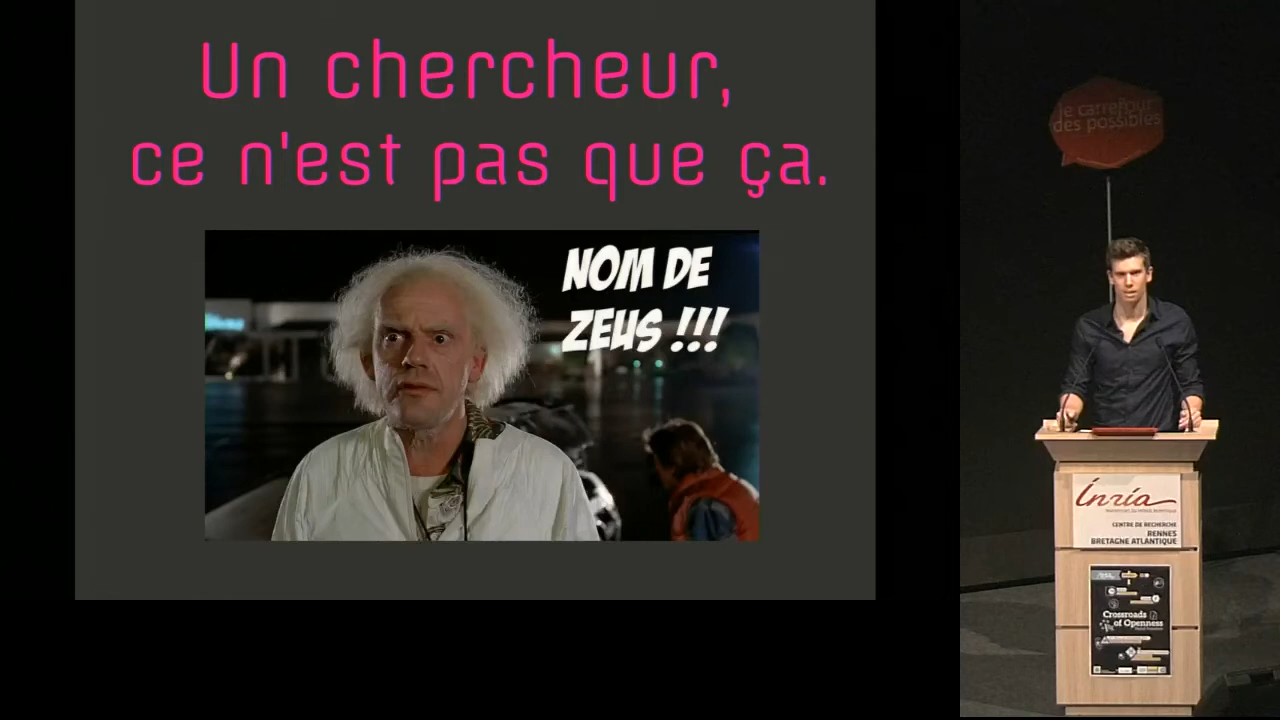 Un chercheur,
ce n'est pas que ça.
NOM DE
ZEUS !!!
le carrefour
des possibles
Inria
CENTRE DE RECHERCHE
RENNES
BRETAGNE ATLANTIQUE
Crossroads
of Openness